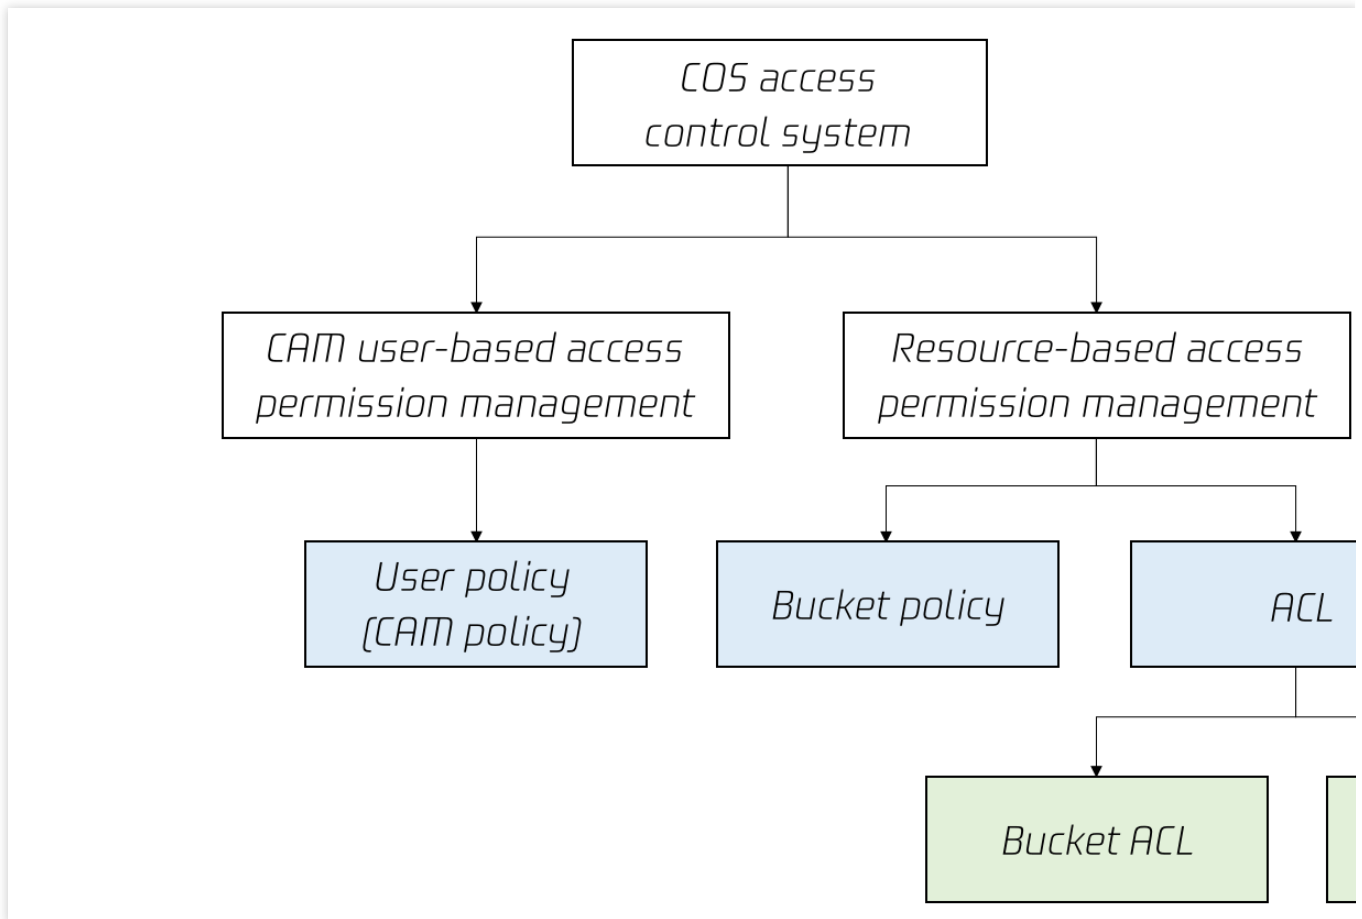 COS access
control system
CAM user-based access
permission management
Resource-based access
permission management
User policy
(CAM policy)
Bucket policy
ACL
Bucket ACL